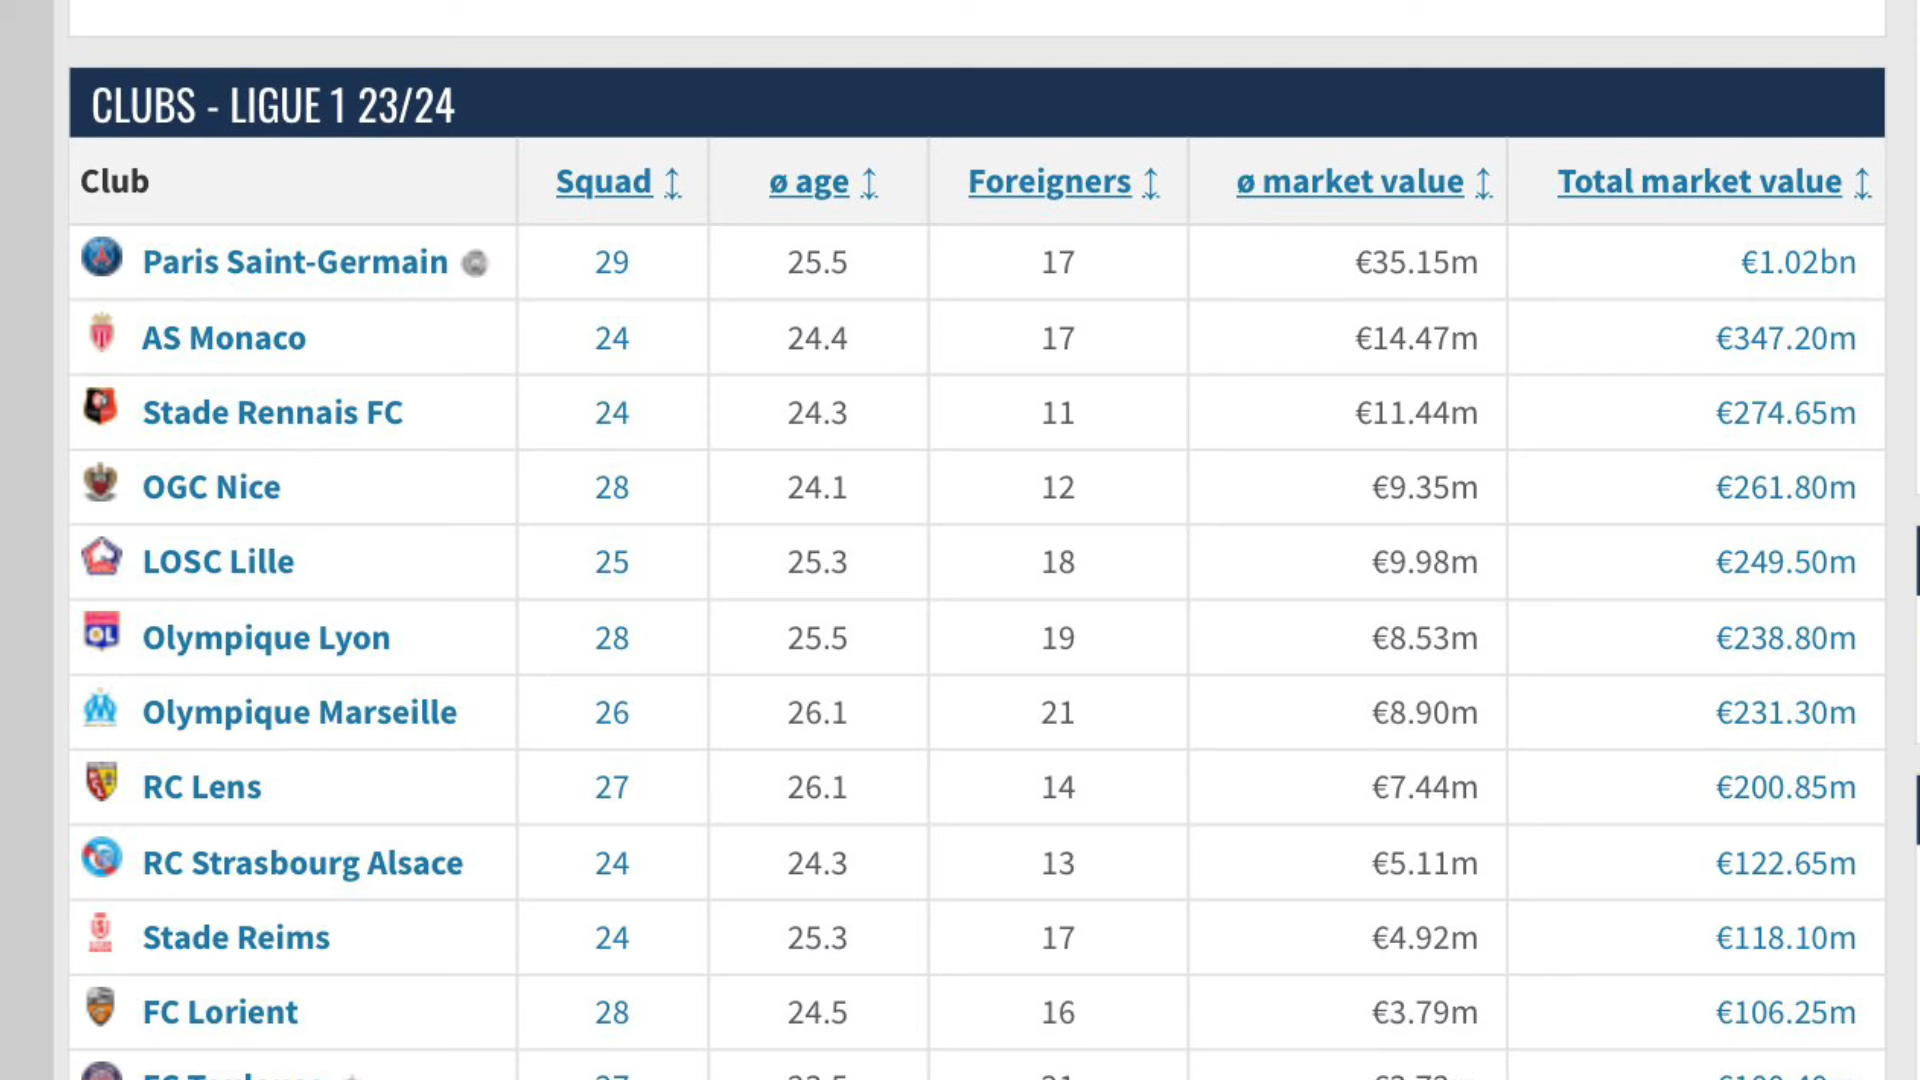 CLUBS - LIGUE 1 23/24
Club Squad ø age Foreigners ø market value Total market value
Paris Saint-Germain 29 25.5 17 €35.15m €1.02bn
AS Monaco 24 24.4 17 €14.47m €347.20m
Stade Rennais FC 24 24.3 11 €11.44m €274.65m
OGC Nice 28 24.1 12 €9.35m €261.80m
LOSC Lille 25 25.3 18 €9.98m €249.50m
Olympique Lyon 28 25.5 19 €8.53m €238.80m
Olympique Marseille 26 26.1 21 €8.90m €231.30m
RC Lens 27 26.1 14 €7.44m €200.85m
RC Strasbourg Alsace 24 24.3 13 €5.11m €122.65m
Stade Reims 24 25.3 17 €4.92m €118.10m
FC Lorient 28 24.5 16 €3.79m €106.25m